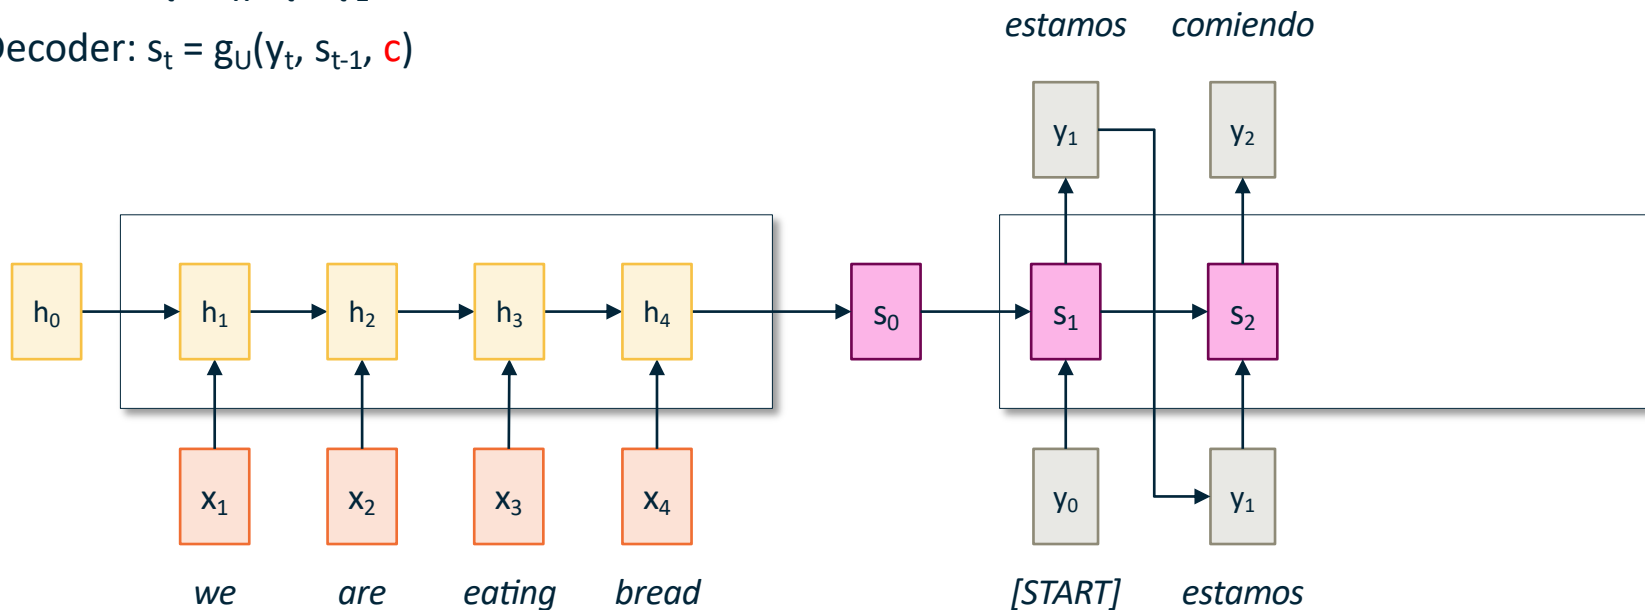 Decoder: sₜ = g_U(yₜ, sₜ₋₁, c)
estamos comiendo
y₁ y₂
h₀ h₁ h₂ h₃ h₄ s₀ s₁ s₂
x₁ x₂ x₃ x₄ y₀ y₁
we are eating bread [START] estamos